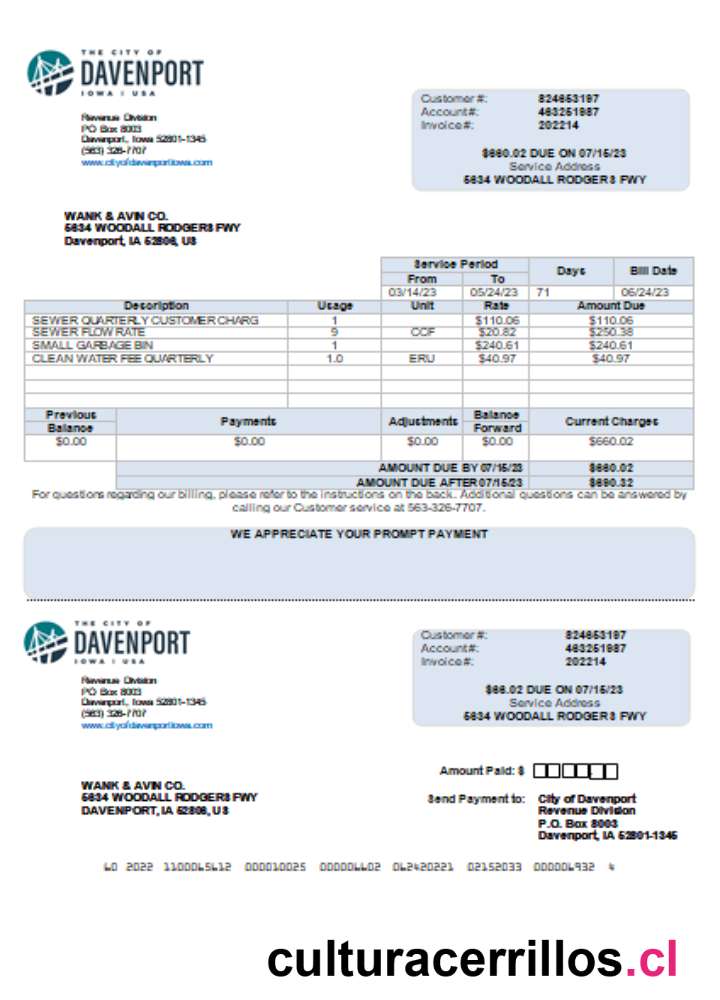 THE CITY OF
DAVENPORT
IOWA | USA
Revenue Division
PO Box 8003
Davenport, Iowa 52801-1345
(563) 326-7707
www.cityofdavenportiowa.com
Customer #: 824653197
Account#: 463251987
Invoice#: 202214
$660.02 DUE ON 07/15/23
Service Address
5634 WOODALL RODGERS FWY
WANK & AVIN CO.
5634 WOODALL RODGERS FWY
Davenport, IA 52806, US
Service Period Days Bill Date
From To
03/14/23 05/24/23 71 06/24/23
Description Usage Unit Rate Amount Due
SEWER QUARTERLY CUSTOMER CHARG 1 $110.06 $110.06
SEWER FLOW RATE 9 CCF $20.82 $250.38
SMALL GARBAGE BIN 1 $240.61 $240.61
CLEAN WATER FEE QUARTERLY 1.0 ERU $40.97 $40.97
Previous Balance Payments Adjustments Balance Forward Current Charges
$0.00 $0.00 $0.00 $0.00 $660.02
AMOUNT DUE BY 07/15/23 $660.02
AMOUNT DUE AFTER 07/15/23 $690.32
For questions regarding our billing, please refer to the instructions on the back. Additional questions can be answered by
calling our Customer service at 563-326-7707.
WE APPRECIATE YOUR PROMPT PAYMENT
THE CITY OF
DAVENPORT
IOWA | USA
Revenue Division
PO Box 8003
Davenport, Iowa 52801-1345
(563) 326-7707
www.cityofdavenportiowa.com
Customer #: 824653197
Account#: 463251987
Invoice#: 202214
$66.02 DUE ON 07/15/23
Service Address
5634 WOODALL RODGERS FWY
Amount Paid: $
WANK & AVIN CO.
5634 WOODALL RODGERS FWY
DAVENPORT, IA 52806, US
Send Payment to: City of Davenport
Revenue Division
P.O. Box 8003
Davenport, IA 52801-1345
60 2022 1100065612 000010025 000006602 062420221 02152033 000006932 4
culturacerrillos.cl